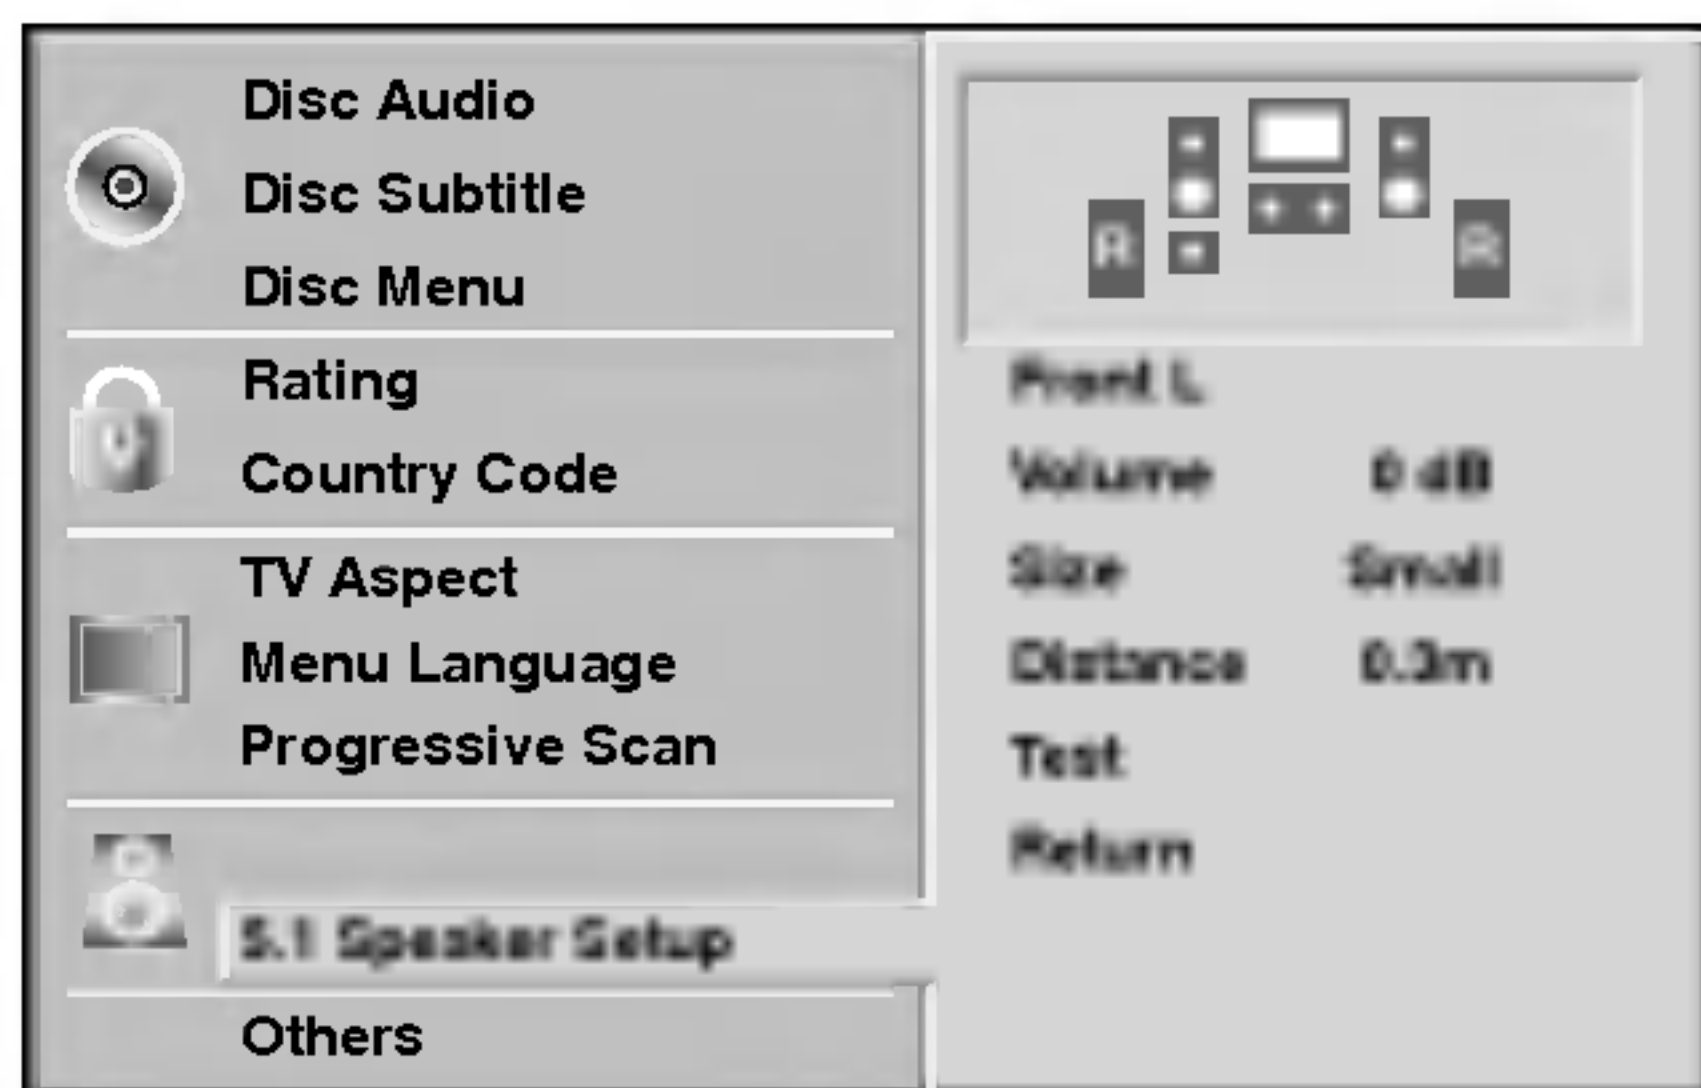 Disc Audio
Disc Subtitle
Disc Menu
Rating
Country Code
TV Aspect
Menu Language
Progressive Scan
5.1 Speaker Setup
Others
R R
Front L
Volume 0 dB
Size Small
Distance 0.3m
Test
Return